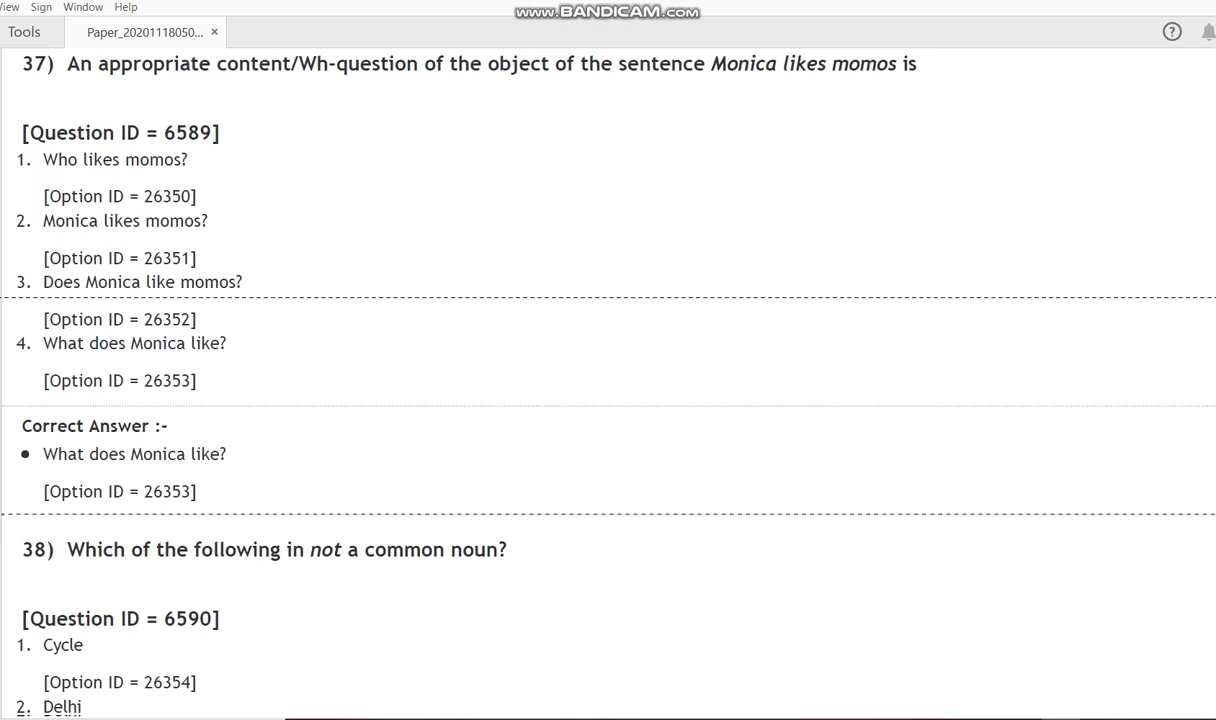 View Sign Window Help
www.BANDICAM.com
Tools Paper_20201118050... ×
?
37) An appropriate content/Wh-question of the object of the sentence Monica likes momos is
[Question ID = 6589]
1. Who likes momos?
[Option ID = 26350]
2. Monica likes momos?
[Option ID = 26351]
3. Does Monica like momos?
[Option ID = 26352]
4. What does Monica like?
[Option ID = 26353]
Correct Answer :-
• What does Monica like?
[Option ID = 26353]
38) Which of the following in not a common noun?
[Question ID = 6590]
1. Cycle
[Option ID = 26354]
2. Delhi